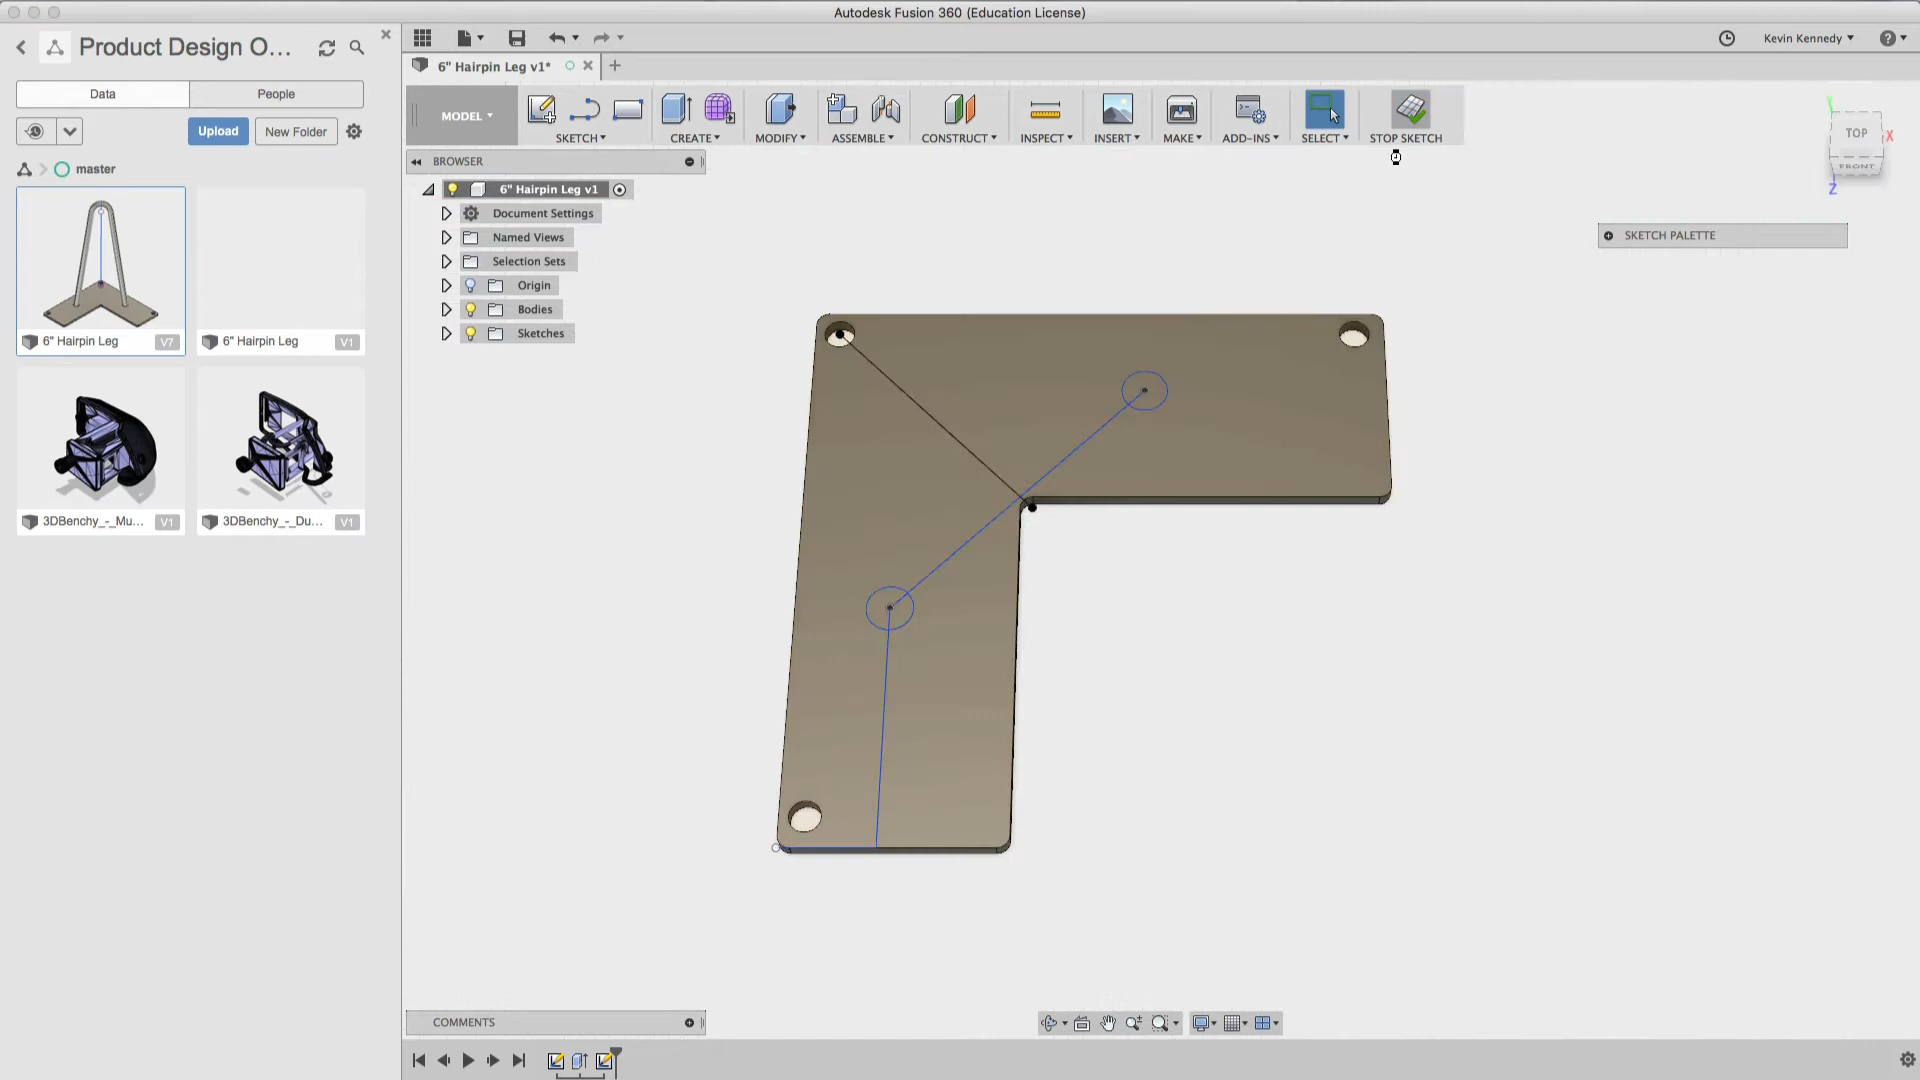 Autodesk Fusion 360 (Education License)
Product Design O...
Kevin Kennedy
6" Hairpin Leg v1*
Data
People
MODEL
SKETCH
CREATE
MODIFY
ASSEMBLE
CONSTRUCT
INSPECT
INSERT
MAKE
ADD-INS
SELECT
STOP SKETCH
Upload
New Folder
TOP
FRONT
Y
X
Z
master
BROWSER
6" Hairpin Leg v1
Document Settings
Named Views
Selection Sets
Origin
Bodies
Sketches
SKETCH PALETTE
6" Hairpin Leg V7
6" Hairpin Leg V1
3DBenchy_-_Mu... V1
3DBenchy_-_Du... V1
COMMENTS